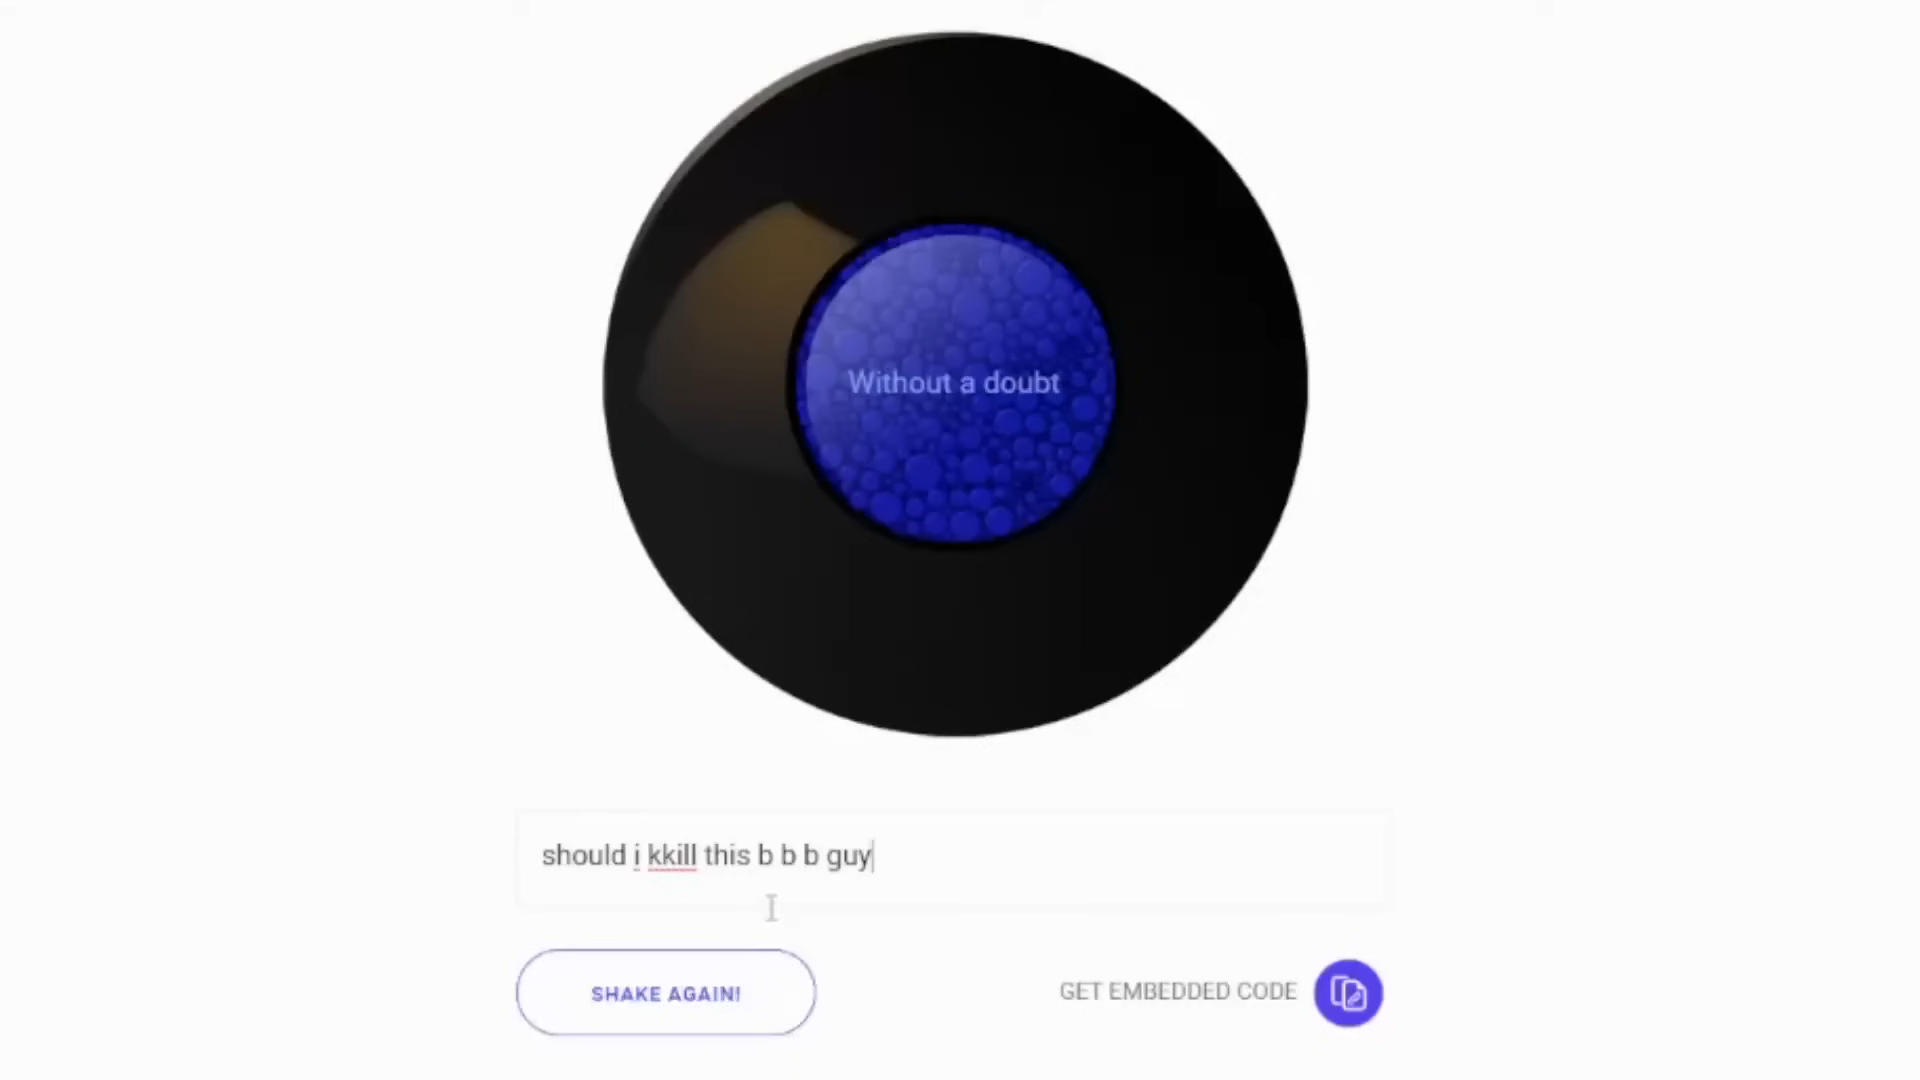 Without a doubt
should i kkill this b b b guy
SHAKE AGAIN!
GET EMBEDDED CODE